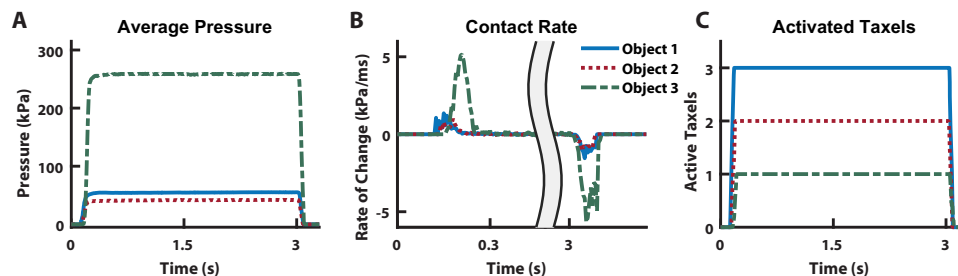 A
Average Pressure
300
200
100
0
Pressure (kPa)
0
1.5
3
Time (s)
B
Contact Rate
5
0
-5
Rate of Change (kPa/ms)
0
0.3
3
Time (s)
Object 1
Object 2
Object 3
C
Activated Taxels
3
2
1
0
Active Taxels
0
1.5
3
Time (s)